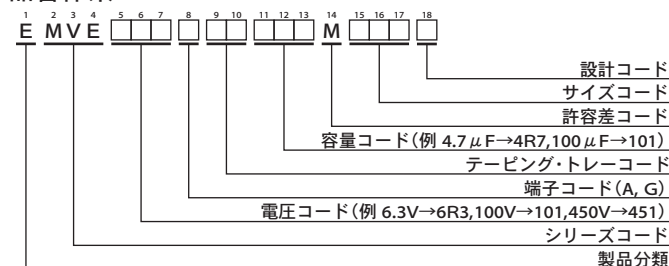 1 2 3 4 5 6 7 8 9 10 11 12 13 14 15 16 17 18
E MVE □□□ □ □□ □□□ M □□□ □
設計コード
サイズコード
許容差コード
容量コード(例 4.7μF→4R7,100μF→101)
テーピング・トレーコード
端子コード(A, G)
電圧コード(例 6.3V→6R3,100V→101,450V→451)
シリーズコード
製品分類